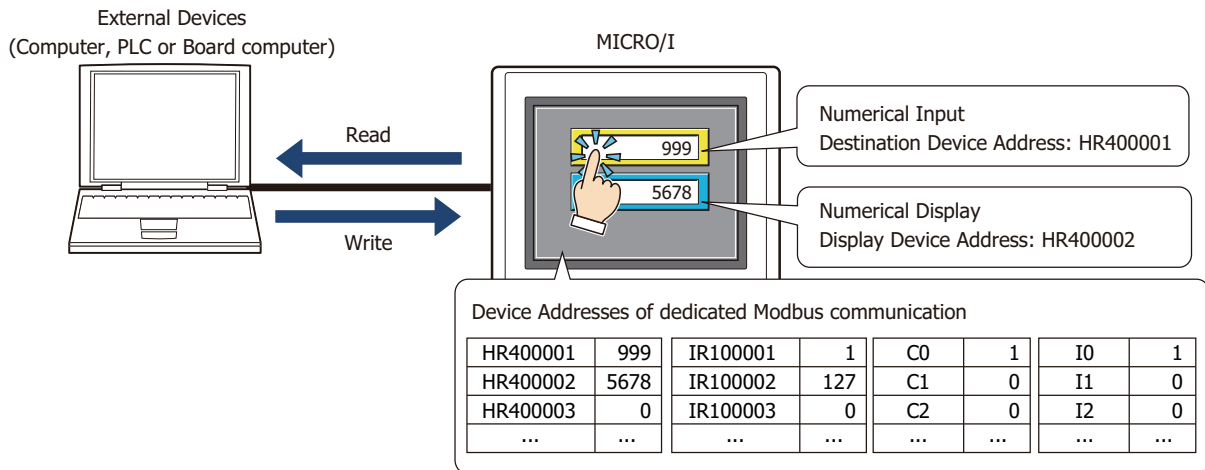 External Devices
(Computer, PLC or Board computer)
MICRO/I
Read
Write
999
5678
Numerical Input
Destination Device Address: HR400001
Numerical Display
Display Device Address: HR400002
Device Addresses of dedicated Modbus communication
HR400001 999 IR100001 1 C0 1 I0 1
HR400002 5678 IR100002 127 C1 0 I1 0
HR400003 0 IR100003 0 C2 0 I2 0
... ... ... ... ... ... ... ...